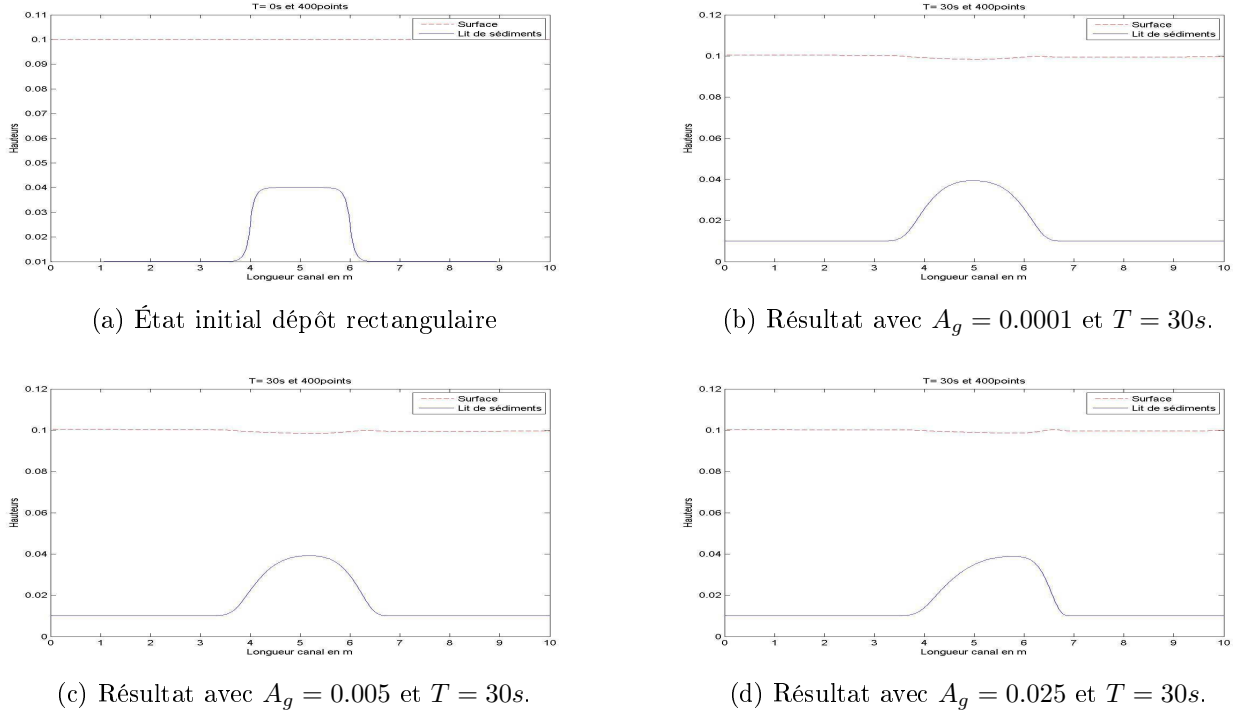 T= 0s et 400points
0.11
0.1
0.09
0.08
0.07
0.06
0.05
0.04
0.03
0.02
0.01
Hauteurs
Surface
Lit de sédiments
0 1 2 3 4 5 6 7 8 9 10
Longueur canal en m
(a) État initial dépôt rectangulaire
T= 30s et 400points
0.12
0.1
0.08
0.06
0.04
0.02
0
Hauteurs
Surface
Lit de sédiments
0 1 2 3 4 5 6 7 8 9 10
Longueur canal en m
(b) Résultat avec A_g = 0.0001 et T = 30s.
T= 30s et 400points
0.12
0.1
0.08
0.06
0.04
0.02
0
Hauteurs
Surface
Lit de sédiments
0 1 2 3 4 5 6 7 8 9 10
Longueur canal en m
(c) Résultat avec A_g = 0.005 et T = 30s.
T= 30s et 400points
0.12
0.1
0.08
0.06
0.04
0.02
0
Hauteurs
Surface
Lit de sédiments
0 1 2 3 4 5 6 7 8 9 10
Longueur canal en m
(d) Résultat avec A_g = 0.025 et T = 30s.